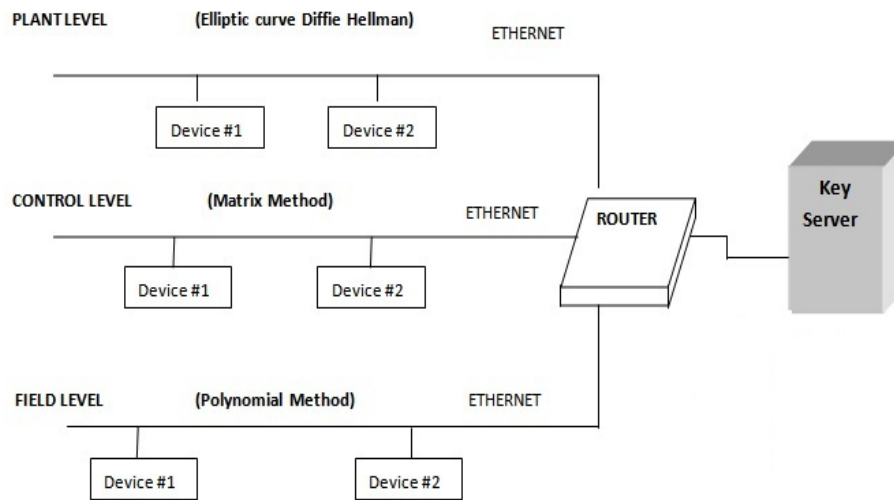 PLANT LEVEL (Elliptic curve Diffie Hellman) ETHERNET
Device #1 Device #2
CONTROL LEVEL (Matrix Method) ETHERNET
ROUTER
Key
Server
Device #1 Device #2
FIELD LEVEL (Polynomial Method) ETHERNET
Device #1 Device #2